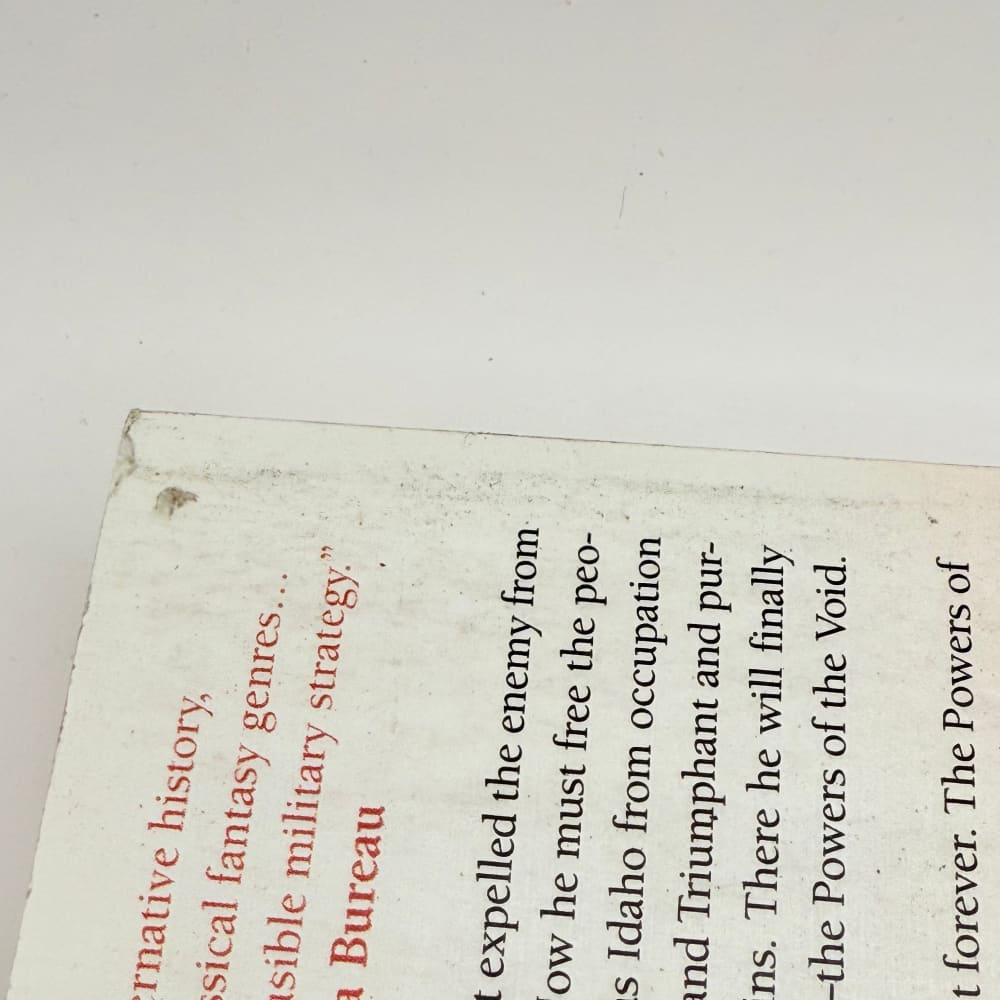 ernative history,
ssical fantasy genres...
usible military strategy."
a Bureau
t expelled the enemy from
Now he must free the peo-
as Idaho from occupation
and Triumphant and pur-
ins. There he will finally
—the Powers of the Void.
t forever. The Powers of